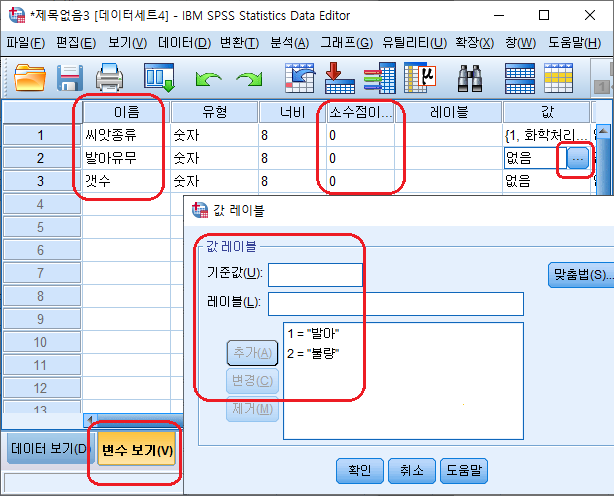 *제목없음3 [데이터세트4] - IBM SPSS Statistics Data Editor
파일(F) 편집(E) 보기(V) 데이터(D) 변환(T) 분석(A) 그래프(G) 유틸리티(U) 확장(X) 창(W) 도움말(H)
이름 유형 너비 소수점이... 레이블 값
1 씨앗종류 숫자 8 0 {1, 화학처리...
2 발아유무 숫자 8 0 없음 ...
3 갯수 숫자 8 0 없음
4
5
6
7
8
9
10
11
12
13
값 레이블
값 레이블
기준값(U):
맞춤법(S)...
레이블(L):
1 = "발아"
2 = "불량"
추가(A)
변경(C)
제거(M)
확인 취소 도움말
데이터 보기(D) 변수 보기(V)